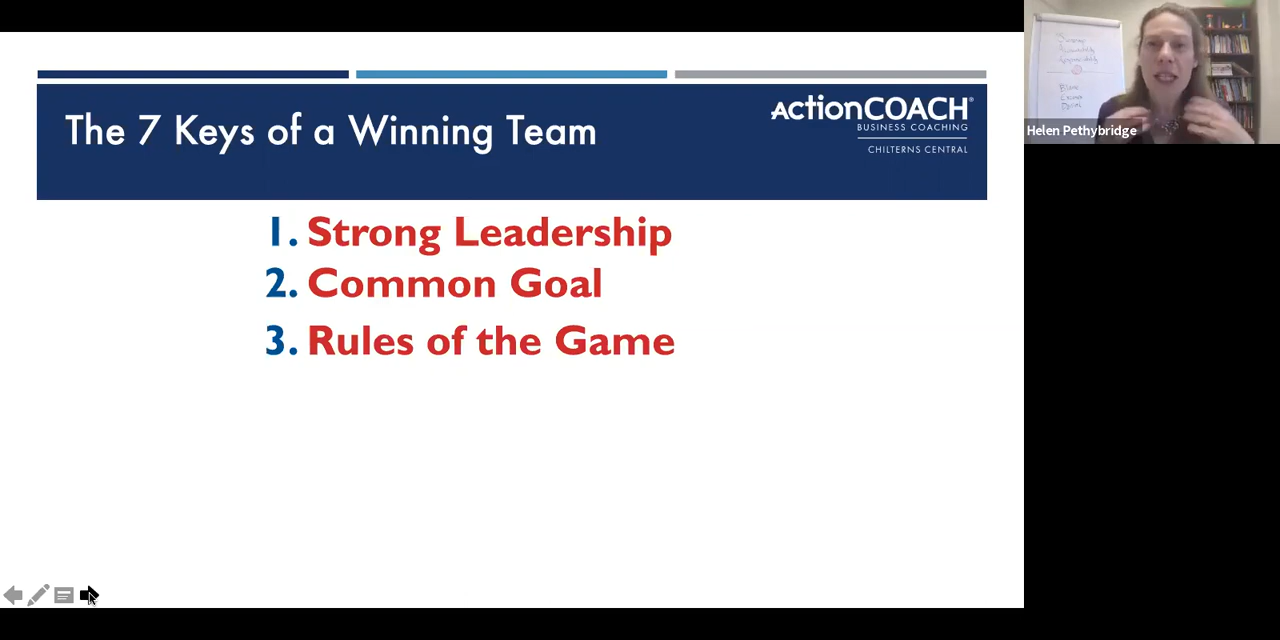 The 7 Keys of a Winning Team
ActionCOACH®
BUSINESS COACHING
CHILTERNS CENTRAL
1. Strong Leadership
2. Common Goal
3. Rules of the Game
Helen Pethybridge